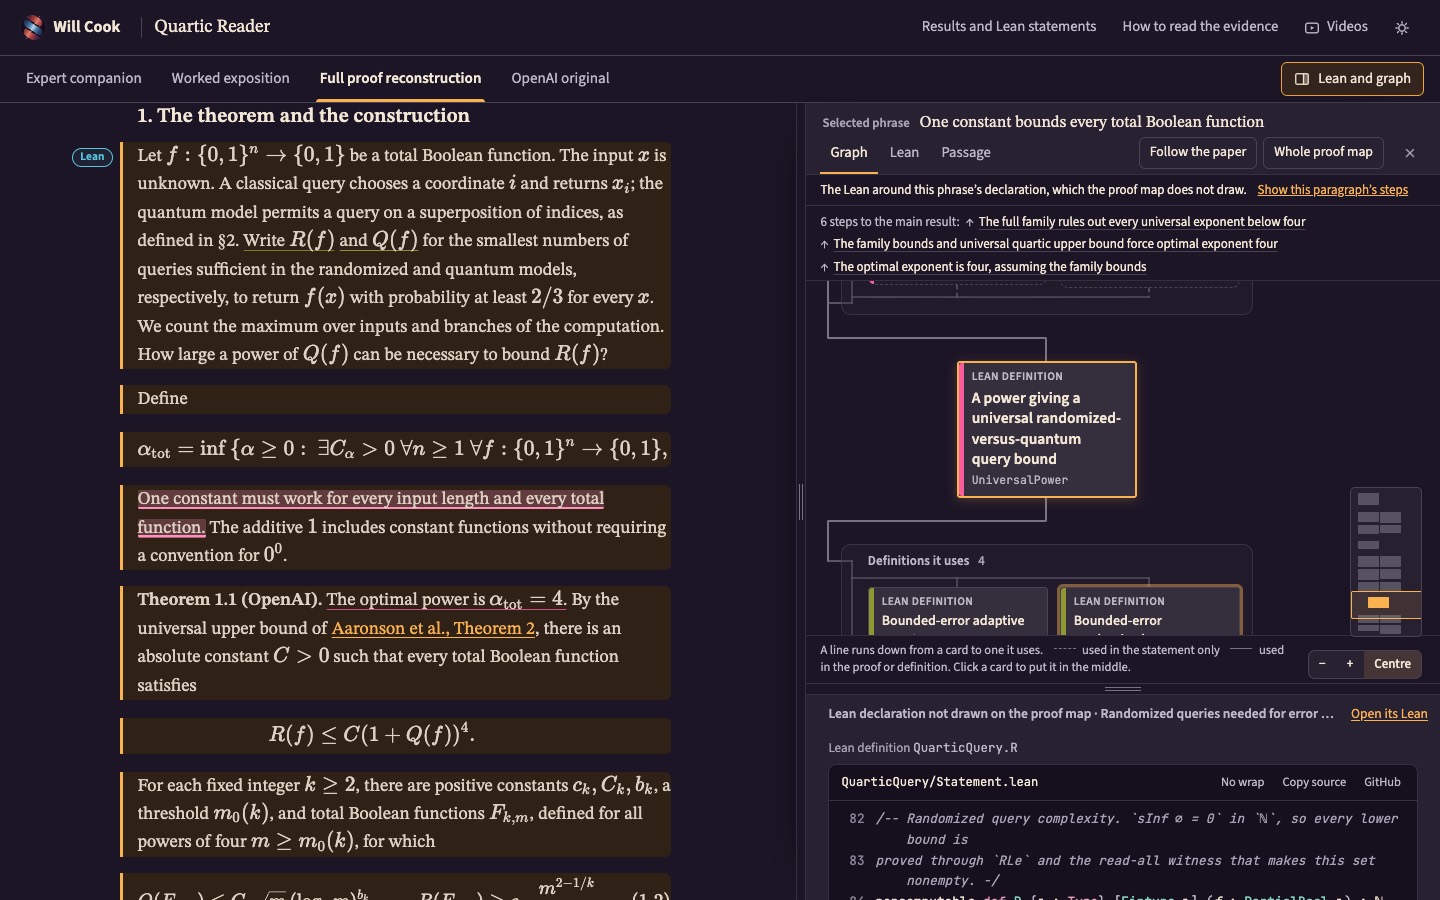 Will Cook
Quartic Reader
Results and Lean statements
How to read the evidence
Videos
Expert companion
Worked exposition
Full proof reconstruction
OpenAI original
Lean and graph
1. The theorem and the construction
Lean
Let f : {0, 1}ⁿ → {0, 1} be a total Boolean function. The input x is
unknown. A classical query chooses a coordinate i and returns xᵢ; the
quantum model permits a query on a superposition of indices, as
defined in §2. Write R(f) and Q(f) for the smallest numbers of
queries sufficient in the randomized and quantum models,
respectively, to return f(x) with probability at least 2/3 for every x.
We count the maximum over inputs and branches of the computation.
How large a power of Q(f) can be necessary to bound R(f)?
Define
α_tot = inf {α ≥ 0 : ∃C_α > 0 ∀n ≥ 1 ∀f : {0, 1}ⁿ → {0, 1},
One constant must work for every input length and every total
function. The additive 1 includes constant functions without requiring
a convention for 0⁰.
Theorem 1.1 (OpenAI). The optimal power is α_tot = 4. By the
universal upper bound of Aaronson et al., Theorem 2, there is an
absolute constant C > 0 such that every total Boolean function
satisfies
R(f) ≤ C(1 + Q(f))⁴.
For each fixed integer k ≥ 2, there are positive constants c_k, C_k, b_k, a
threshold m₀(k), and total Boolean functions F_{k,m}, defined for all
powers of four m ≥ m₀(k), for which
m^{2−1/k}
Selected phrase One constant bounds every total Boolean function
Graph
Lean
Passage
Follow the paper
Whole proof map
×
The Lean around this phrase's declaration, which the proof map does not draw. Show this paragraph's steps
6 steps to the main result: ↑ The full family rules out every universal exponent below four
↑ The family bounds and universal quartic upper bound force optimal exponent four
↑ The optimal exponent is four, assuming the family bounds
LEAN DEFINITION
A power giving a
universal randomized-
versus-quantum
query bound
UniversalPower
Definitions it uses 4
LEAN DEFINITION
Bounded-error adaptive
LEAN DEFINITION
Bounded-error
A line runs down from a card to one it uses. ----- used in the statement only —— used
in the proof or definition. Click a card to put it in the middle.
− + Centre
Lean declaration not drawn on the proof map · Randomized queries needed for error …
Open its Lean
Lean definition QuarticQuery.R
QuarticQuery/Statement.lean
No wrap
Copy source
GitHub
82 /-- Randomized query complexity. `sInf ∅ = 0` in `ℕ`, so every lower
bound is
83 proved through `RLe` and the read-all witness that makes this set
nonempty. -/